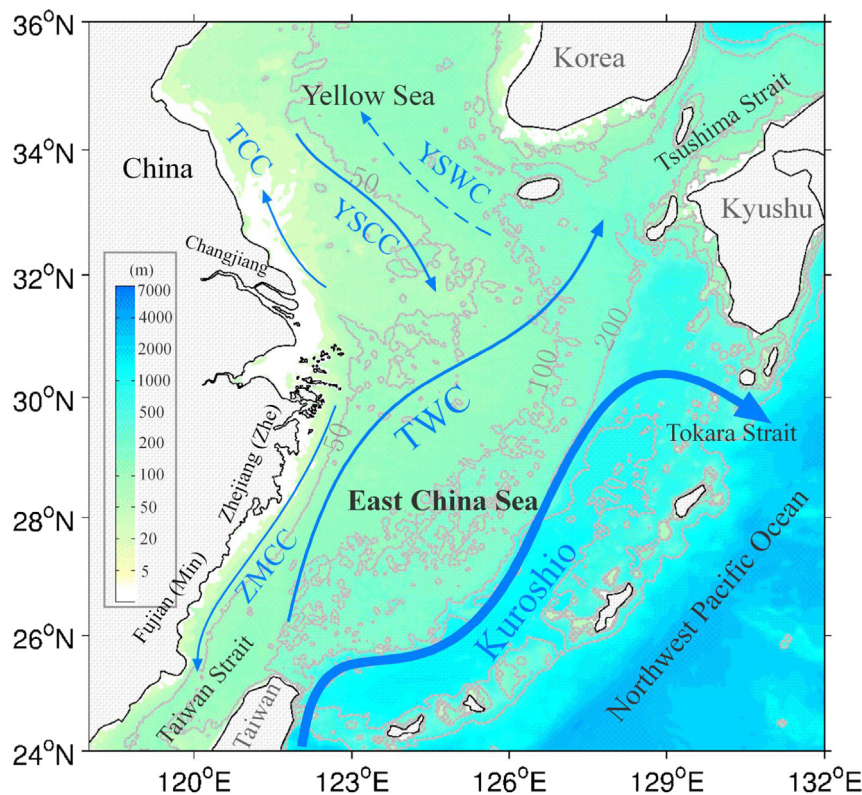 36°N
34°N
32°N
30°N
28°N
26°N
24°N
120°E
123°E
126°E
129°E
132°E
Korea
Yellow Sea
Tsushima Strait
TCC
YSWC
China
50
YSCC
Kyushu
Changjiang
(m)
7000
4000
1000
500
200
100
50
20
5
200
100
TWC
Tokara Strait
50
Zhejiang (Zhe)
East China Sea
ZMCC
Kuroshio
Fujian (Min)
Northwest Pacific Ocean
Taiwan Strait
Taiwan